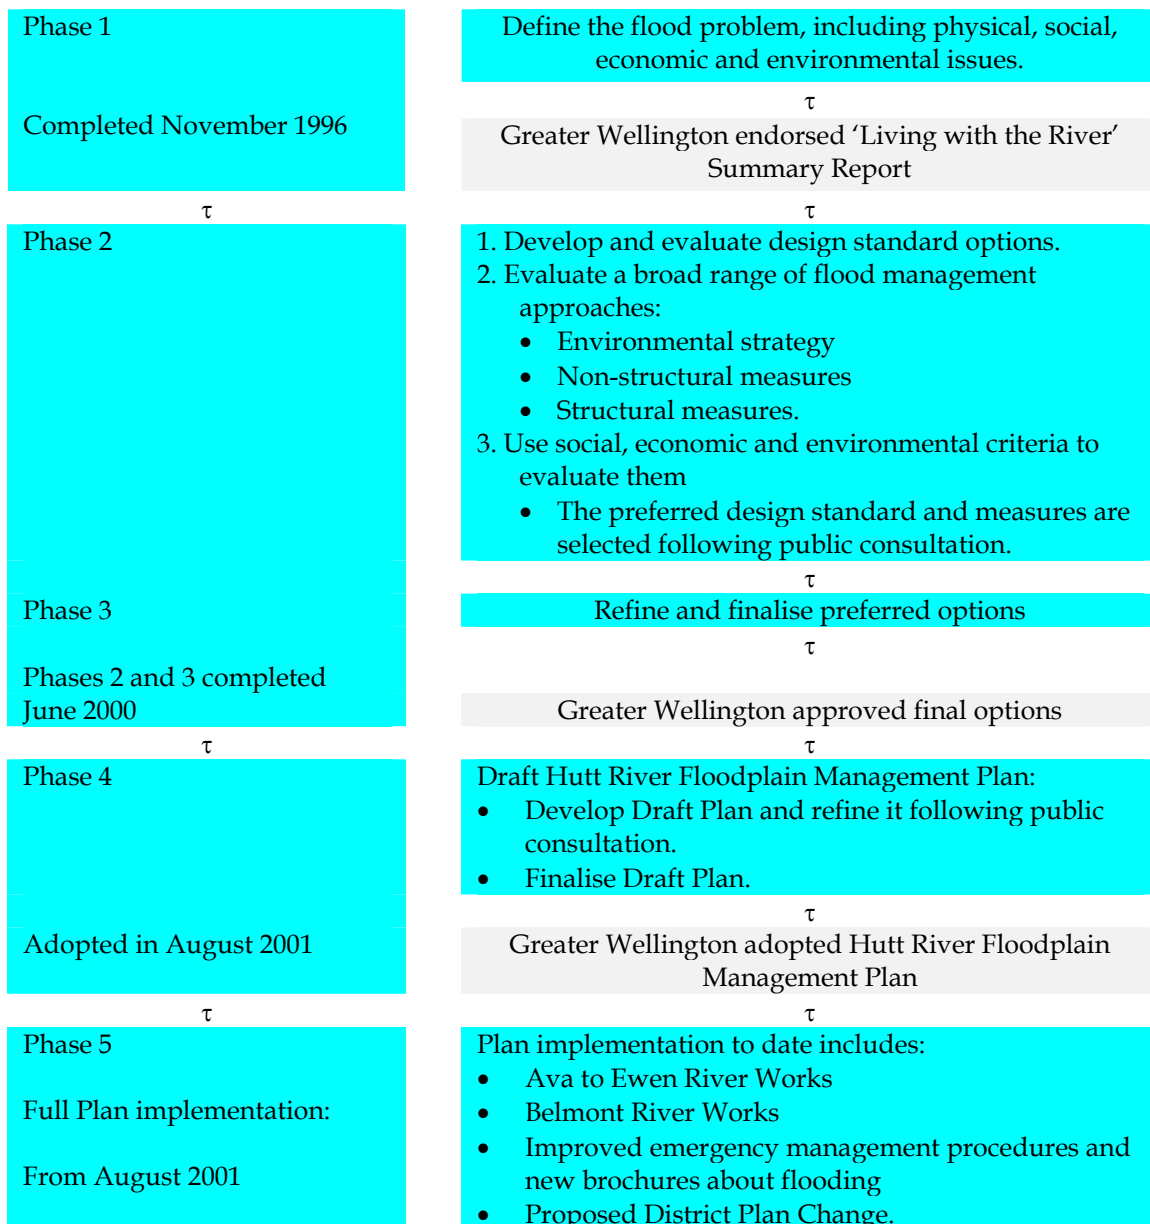 Phase 1
Completed November 1996
Define the flood problem, including physical, social,
economic and environmental issues.
τ
Greater Wellington endorsed ‘Living with the River’
Summary Report
τ
τ
Phase 2
1. Develop and evaluate design standard options.
2. Evaluate a broad range of flood management
approaches:
• Environmental strategy
• Non-structural measures
• Structural measures.
3. Use social, economic and environmental criteria to
evaluate them
• The preferred design standard and measures are
selected following public consultation.
τ
Phase 3
Refine and finalise preferred options
τ
Phases 2 and 3 completed
June 2000
Greater Wellington approved final options
τ
τ
Phase 4
Draft Hutt River Floodplain Management Plan:
• Develop Draft Plan and refine it following public
consultation.
• Finalise Draft Plan.
τ
Adopted in August 2001
Greater Wellington adopted Hutt River Floodplain
Management Plan
τ
τ
Phase 5
Full Plan implementation:
From August 2001
Plan implementation to date includes:
• Ava to Ewen River Works
• Belmont River Works
• Improved emergency management procedures and
new brochures about flooding
• Proposed District Plan Change.